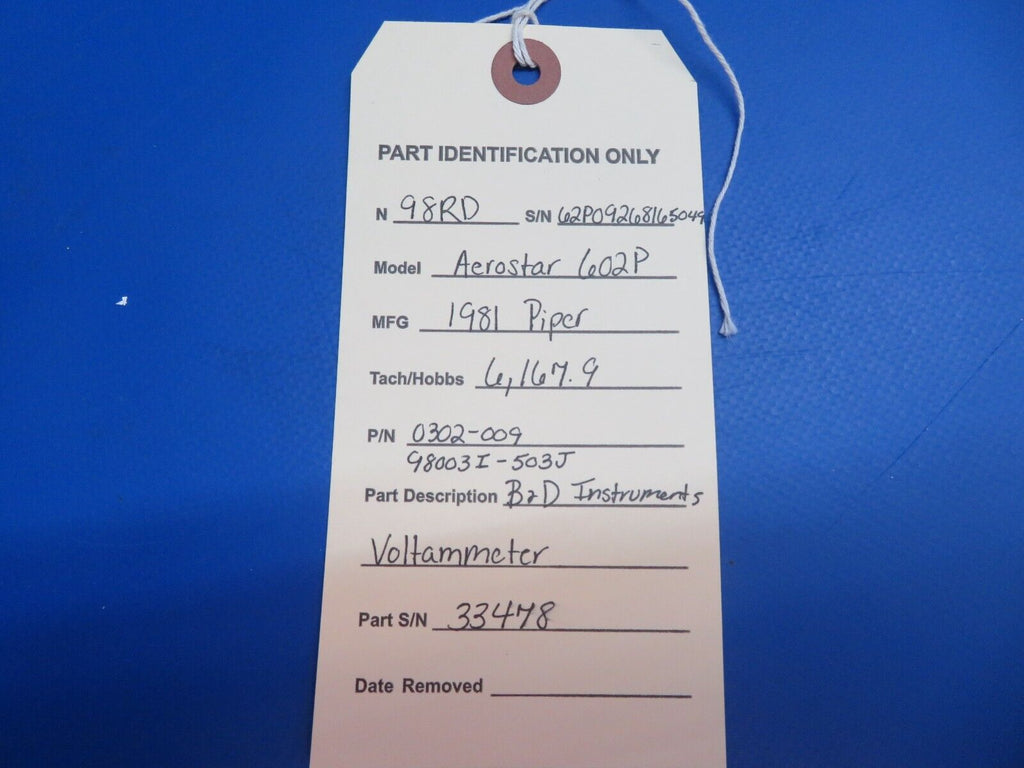 PART IDENTIFICATION ONLY
N 98RD S/N 62P09268165049
Model Aerostar 602P
MFG 1981 Piper
Tach/Hobbs 6,167.9
P/N 0302-009
98003I-503J
Part Description B&D Instruments
Voltammeter
Part S/N 33478
Date Removed